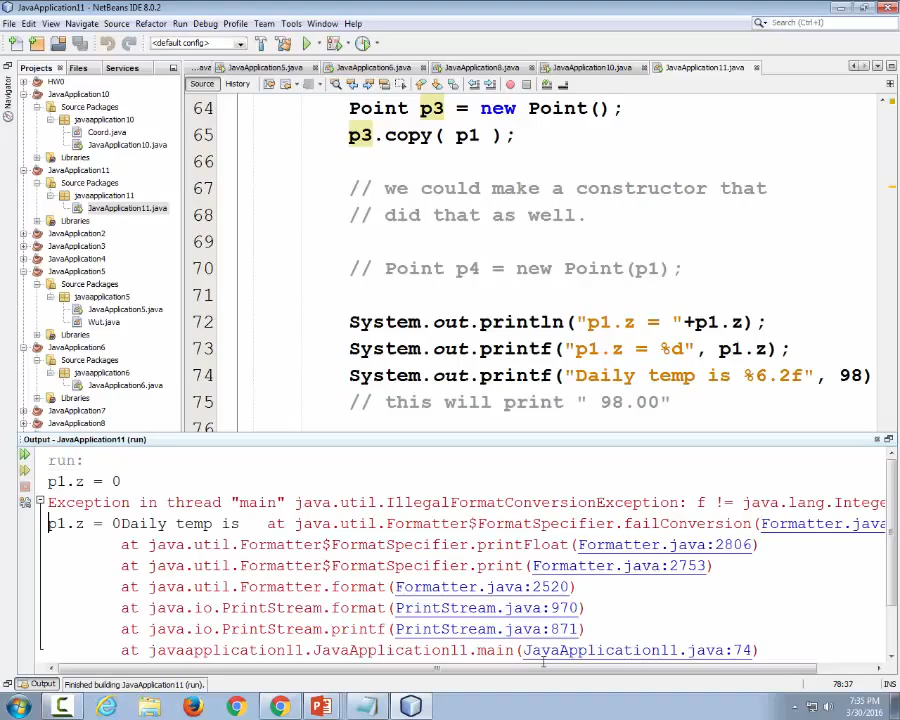 JavaApplication11 - NetBeans IDE 8.0.2
File Edit View Navigate Source Refactor Run Debug Profile Team Tools Window Help
Search (Ctrl+I)
<default config>
Projects Files Services
...ava JavaApplication5.java JavaApplication6.java JavaApplication8.java JavaApplication10.java JavaApplication11.java
Source History
Navigator
HW0
JavaApplication10
Source Packages
javaapplication10
Coord.java
JavaApplication10.java
Libraries
JavaApplication11
Source Packages
javaapplication11
JavaApplication11.java
Libraries
JavaApplication2
JavaApplication3
JavaApplication4
JavaApplication5
Source Packages
javaapplication5
JavaApplication5.java
Wut.java
Libraries
JavaApplication6
Source Packages
javaapplication6
JavaApplication6.java
Libraries
JavaApplication7
JavaApplication8
64 Point p3 = new Point();
65 p3.copy( p1 );
66
67 // we could make a constructor that
68 // did that as well.
69
70 // Point p4 = new Point(p1);
71
72 System.out.println("p1.z = "+p1.z);
73 System.out.printf("p1.z = %d", p1.z);
74 System.out.printf("Daily temp is %6.2f", 98)
75 // this will print " 98.00"
76
Output - JavaApplication11 (run)
run:
p1.z = 0
Exception in thread "main" java.util.IllegalFormatConversionException: f != java.lang.Intege
p1.z = 0Daily temp is at java.util.Formatter$FormatSpecifier.failConversion(Formatter.java
at java.util.Formatter$FormatSpecifier.printFloat(Formatter.java:2806)
at java.util.Formatter$FormatSpecifier.print(Formatter.java:2753)
at java.util.Formatter.format(Formatter.java:2520)
at java.io.PrintStream.format(PrintStream.java:970)
at java.io.PrintStream.printf(PrintStream.java:871)
at javaapplication11.JavaApplication11.main(JavaApplication11.java:74)
Output Finished building JavaApplication11 (run). 78:37 INS
7:35 PM
3/30/2016